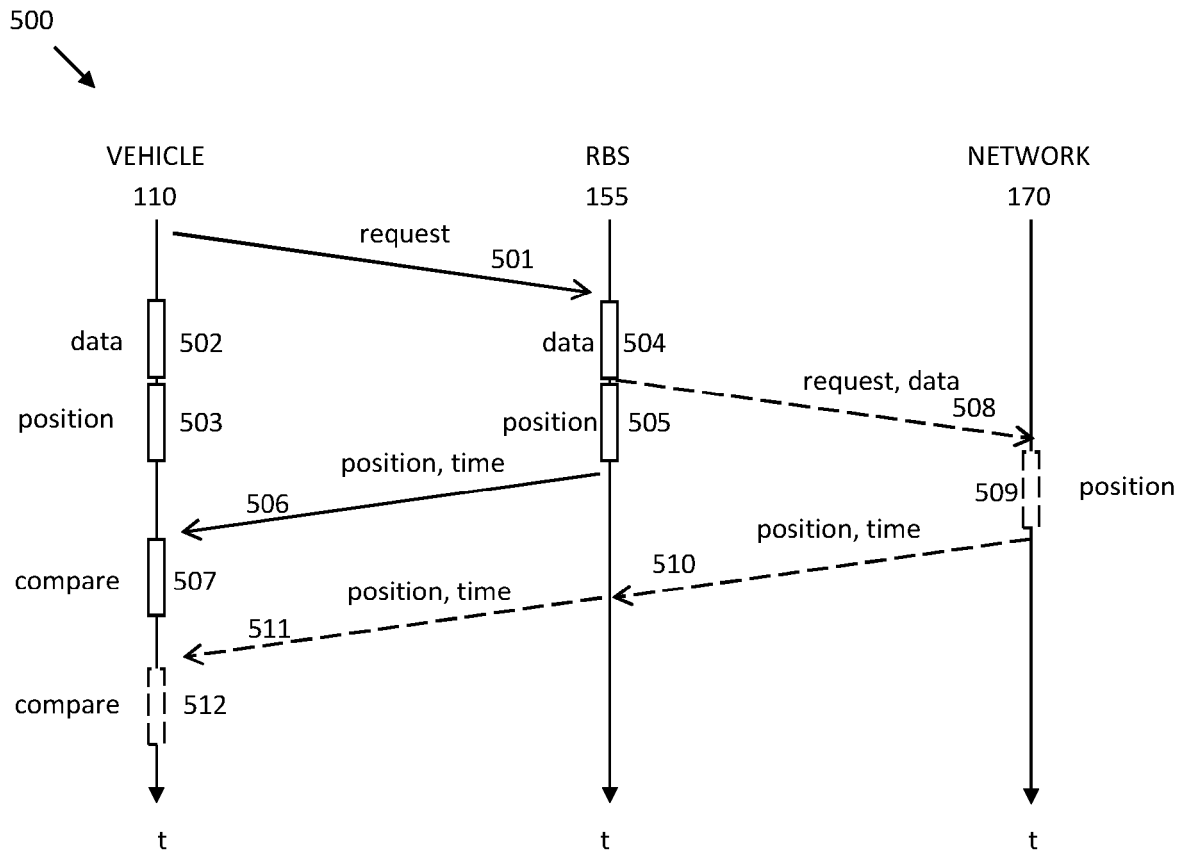 500
VEHICLE RBS NETWORK
110 155 170
request
501
data 502 data 504
request, data
508
position 503 position 505
position, time
506 509 position
position, time
510
compare 507
position, time
511
compare 512
t t t